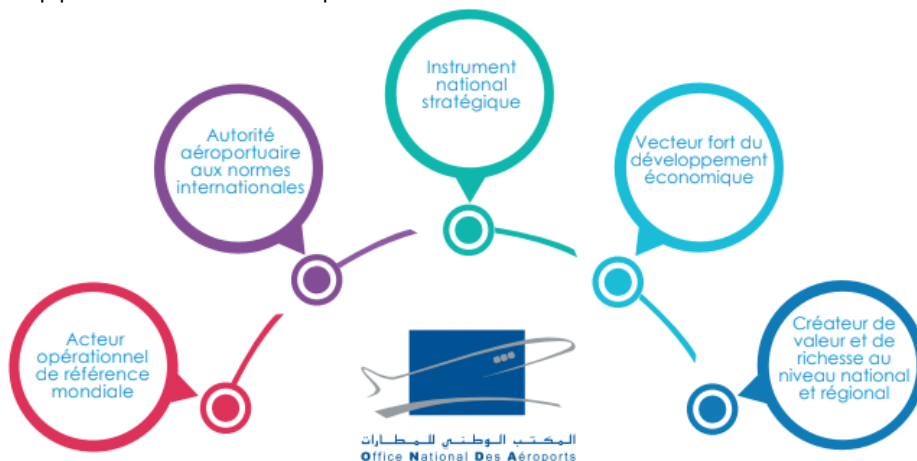 Instrument
national
stratégique
Autorité
aéroportuaire
aux normes
internationales
Vecteur fort du
développement
économique
Acteur
opérationnel
de référence
mondiale
Créateur de
valeur et de
richesse au
niveau national
et régional
المكتب الوطني للمطارات
Office National Des Aéroports